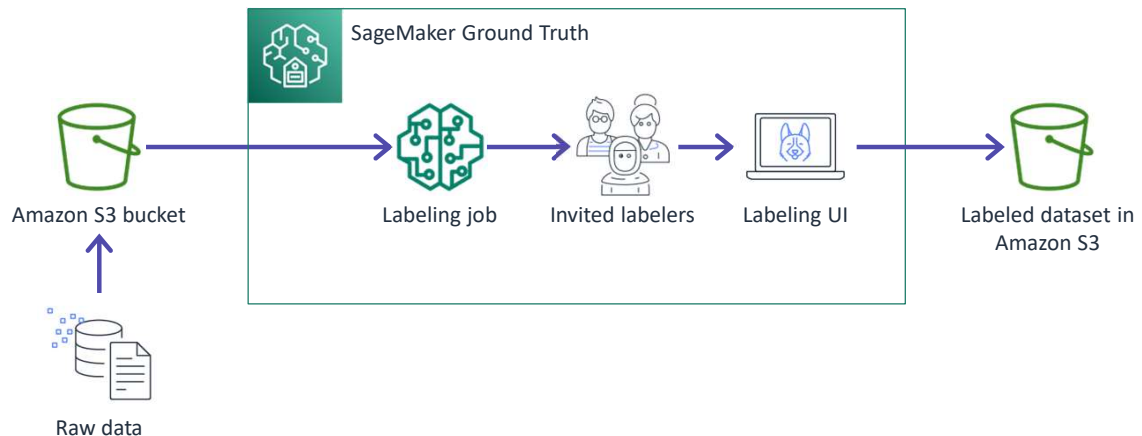 SageMaker Ground Truth
Amazon S3 bucket
Labeling job
Invited labelers
Labeling UI
Labeled dataset in
Amazon S3
Raw data